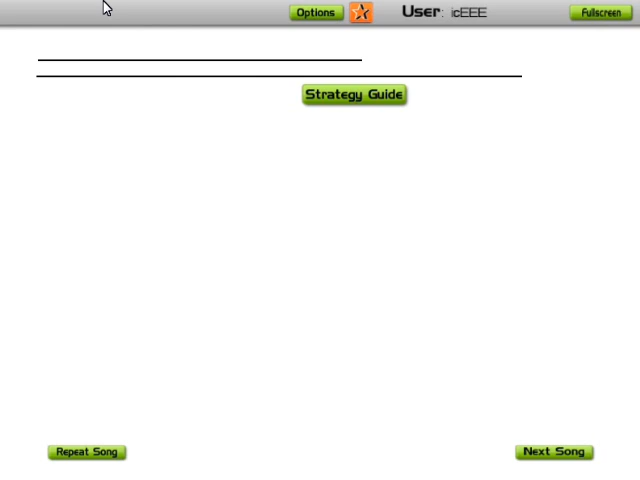 Options
User: icEEE
Fullscreen
Strategy Guide
Repeat Song
Next Song